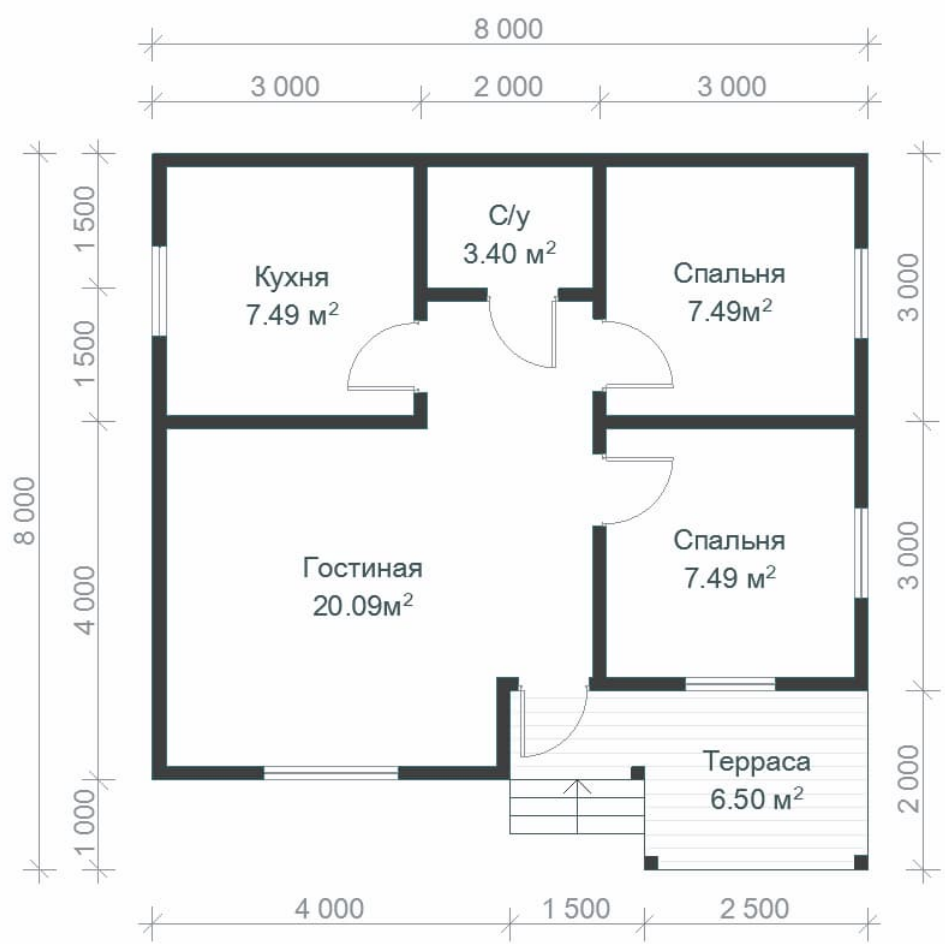 8 000
3 000
2 000
3 000
1 500
1 500
4 000
1 000
8 000
С/у
3.40 м²
Кухня
7.49 м²
Спальня
7.49м²
3 000
Гостиная
20.09м²
Спальня
7.49 м²
3 000
Терраса
6.50 м²
2 000
4 000
1 500
2 500